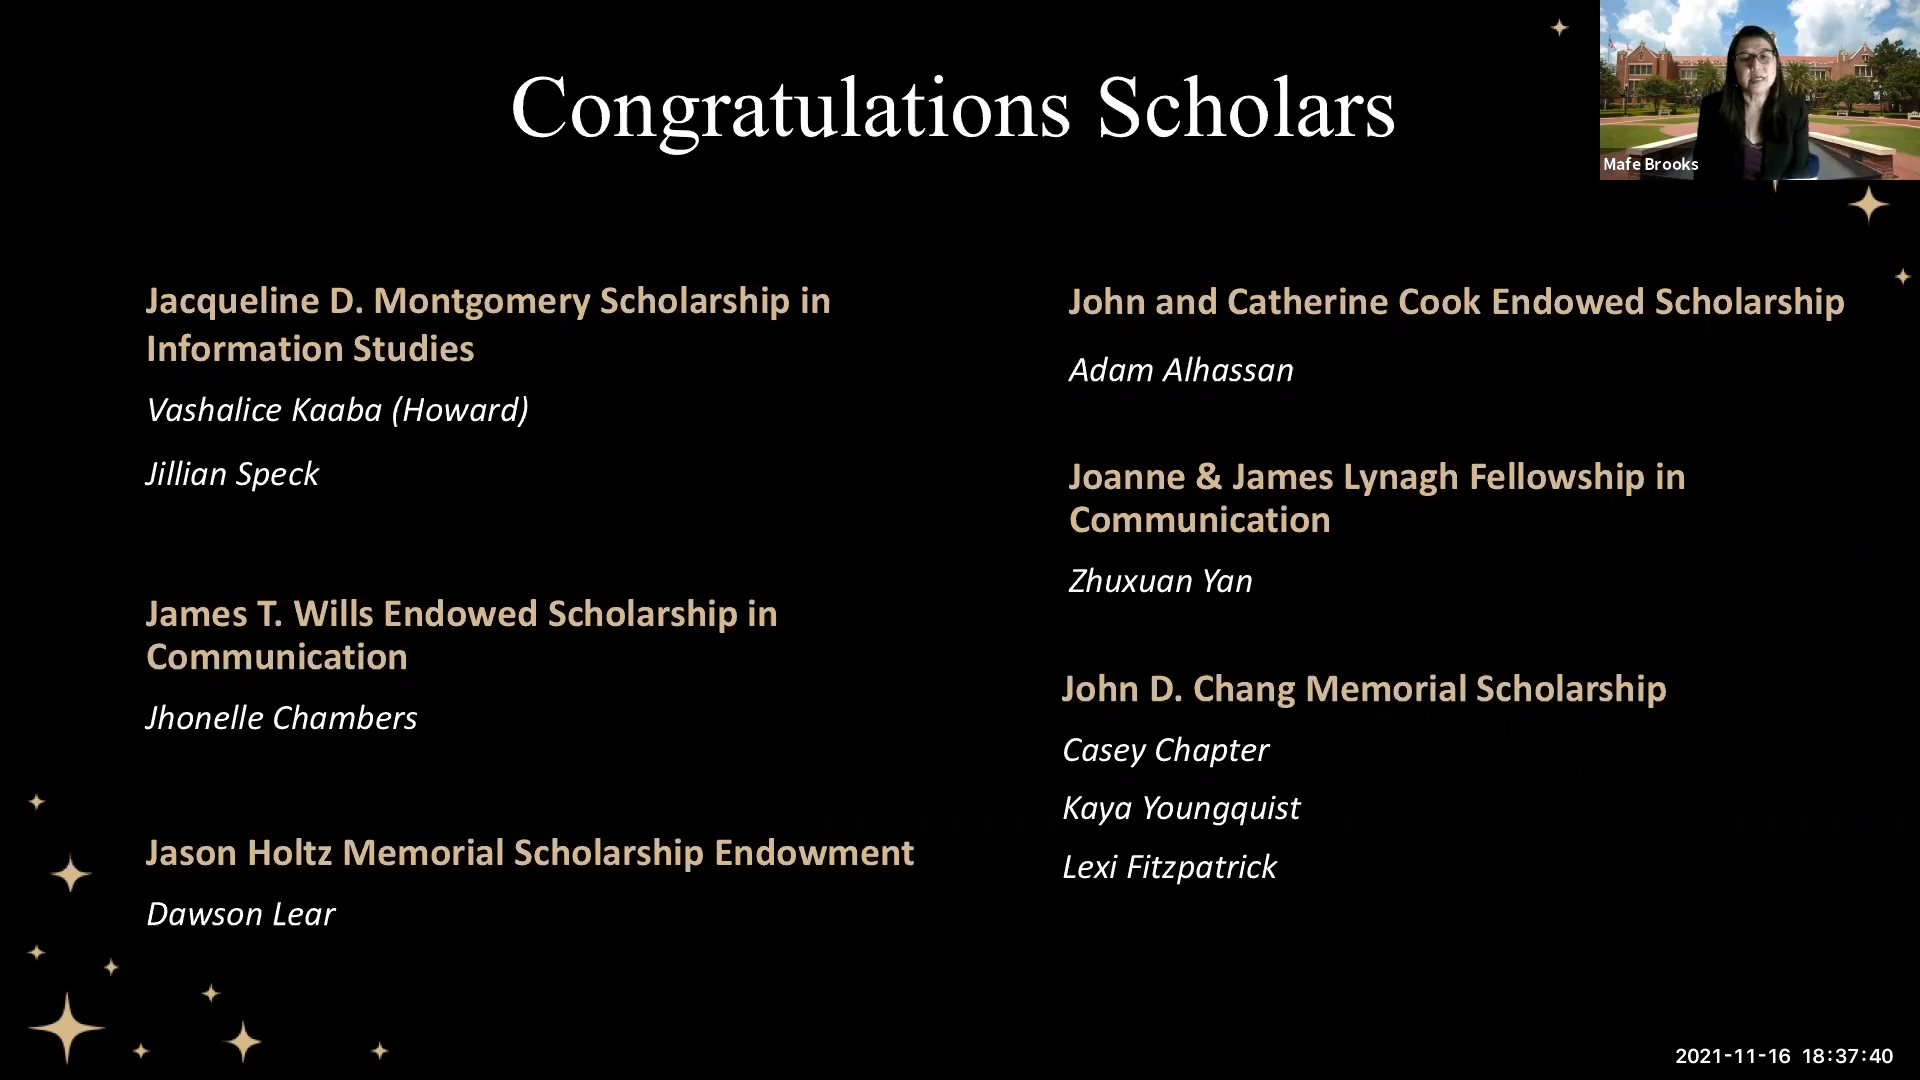 Congratulations Scholars
Mafe Brooks
Jacqueline D. Montgomery Scholarship in
Information Studies
Vashalice Kaaba (Howard)
Jillian Speck
James T. Wills Endowed Scholarship in
Communication
Jhonelle Chambers
Jason Holtz Memorial Scholarship Endowment
Dawson Lear
John and Catherine Cook Endowed Scholarship
Adam Alhassan
Joanne & James Lynagh Fellowship in
Communication
Zhuxuan Yan
John D. Chang Memorial Scholarship
Casey Chapter
Kaya Youngquist
Lexi Fitzpatrick
2021-11-16 18:37:40